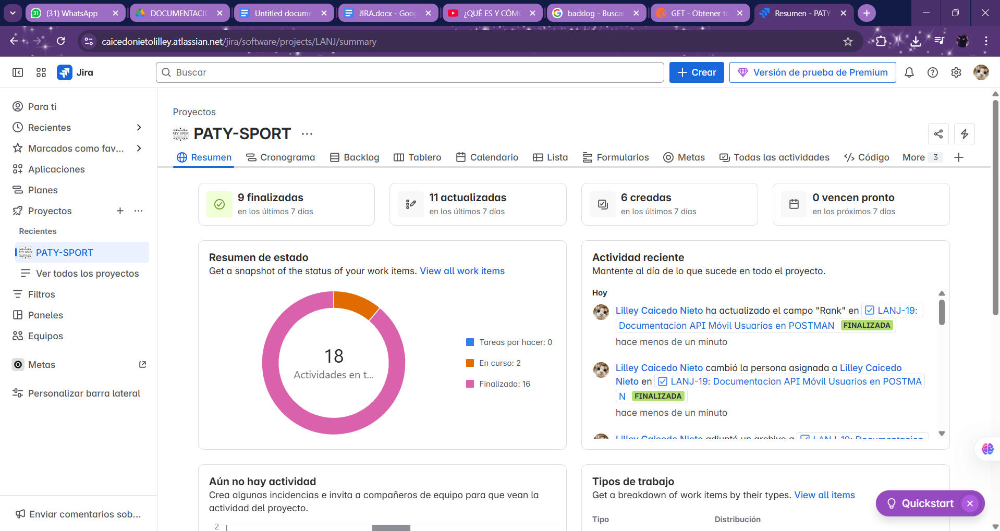 (31) WhatsApp
DOCUMENTACIO
Untitled docume
JIRA.docx - Goog
¿QUÉ ES Y CÓM
backlog - Buscar
GET - Obtener to
Resumen - PATY-
caicedonietolilley.atlassian.net/jira/software/projects/LANJ/summary
Jira
Buscar
Crear
Versión de prueba de Premium
Para ti
Recientes
Marcados como fav...
Aplicaciones
Planes
Proyectos
Recientes
PATY-SPORT
Ver todos los proyectos
Filtros
Paneles
Equipos
Metas
Personalizar barra lateral
Enviar comentarios sob...
Proyectos
PATY-SPORT
Resumen
Cronograma
Backlog
Tablero
Calendario
Lista
Formularios
Metas
Todas las actividades
Código
More 3
9 finalizadas
en los últimos 7 días
11 actualizadas
en los últimos 7 días
6 creadas
en los últimos 7 días
0 vencen pronto
en los próximos 7 días
Resumen de estado
Get a snapshot of the status of your work items. View all work items
18
Actividades en t...
Tareas por hacer: 0
En curso: 2
Finalizada: 16
Actividad reciente
Mantente al día de lo que sucede en todo el proyecto.
Hoy
Lilley Caicedo Nieto ha actualizado el campo "Rank" en LANJ-19:
Documentacion API Móvil Usuarios en POSTMAN FINALIZADA
hace menos de un minuto
Lilley Caicedo Nieto cambió la persona asignada a Lilley Caicedo
Nieto en LANJ-19: Documentacion API Móvil Usuarios en POSTMA
N FINALIZADA
hace menos de un minuto
Lilley Caicedo Nieto adjuntó un archivo a LANJ-19: Documentacion
Aún no hay actividad
Crea algunas incidencias e invita a compañeros de equipo para que vean la
actividad del proyecto.
2
Tipos de trabajo
Get a breakdown of work items by their types. View all items
Tipo
Distribución
Quickstart